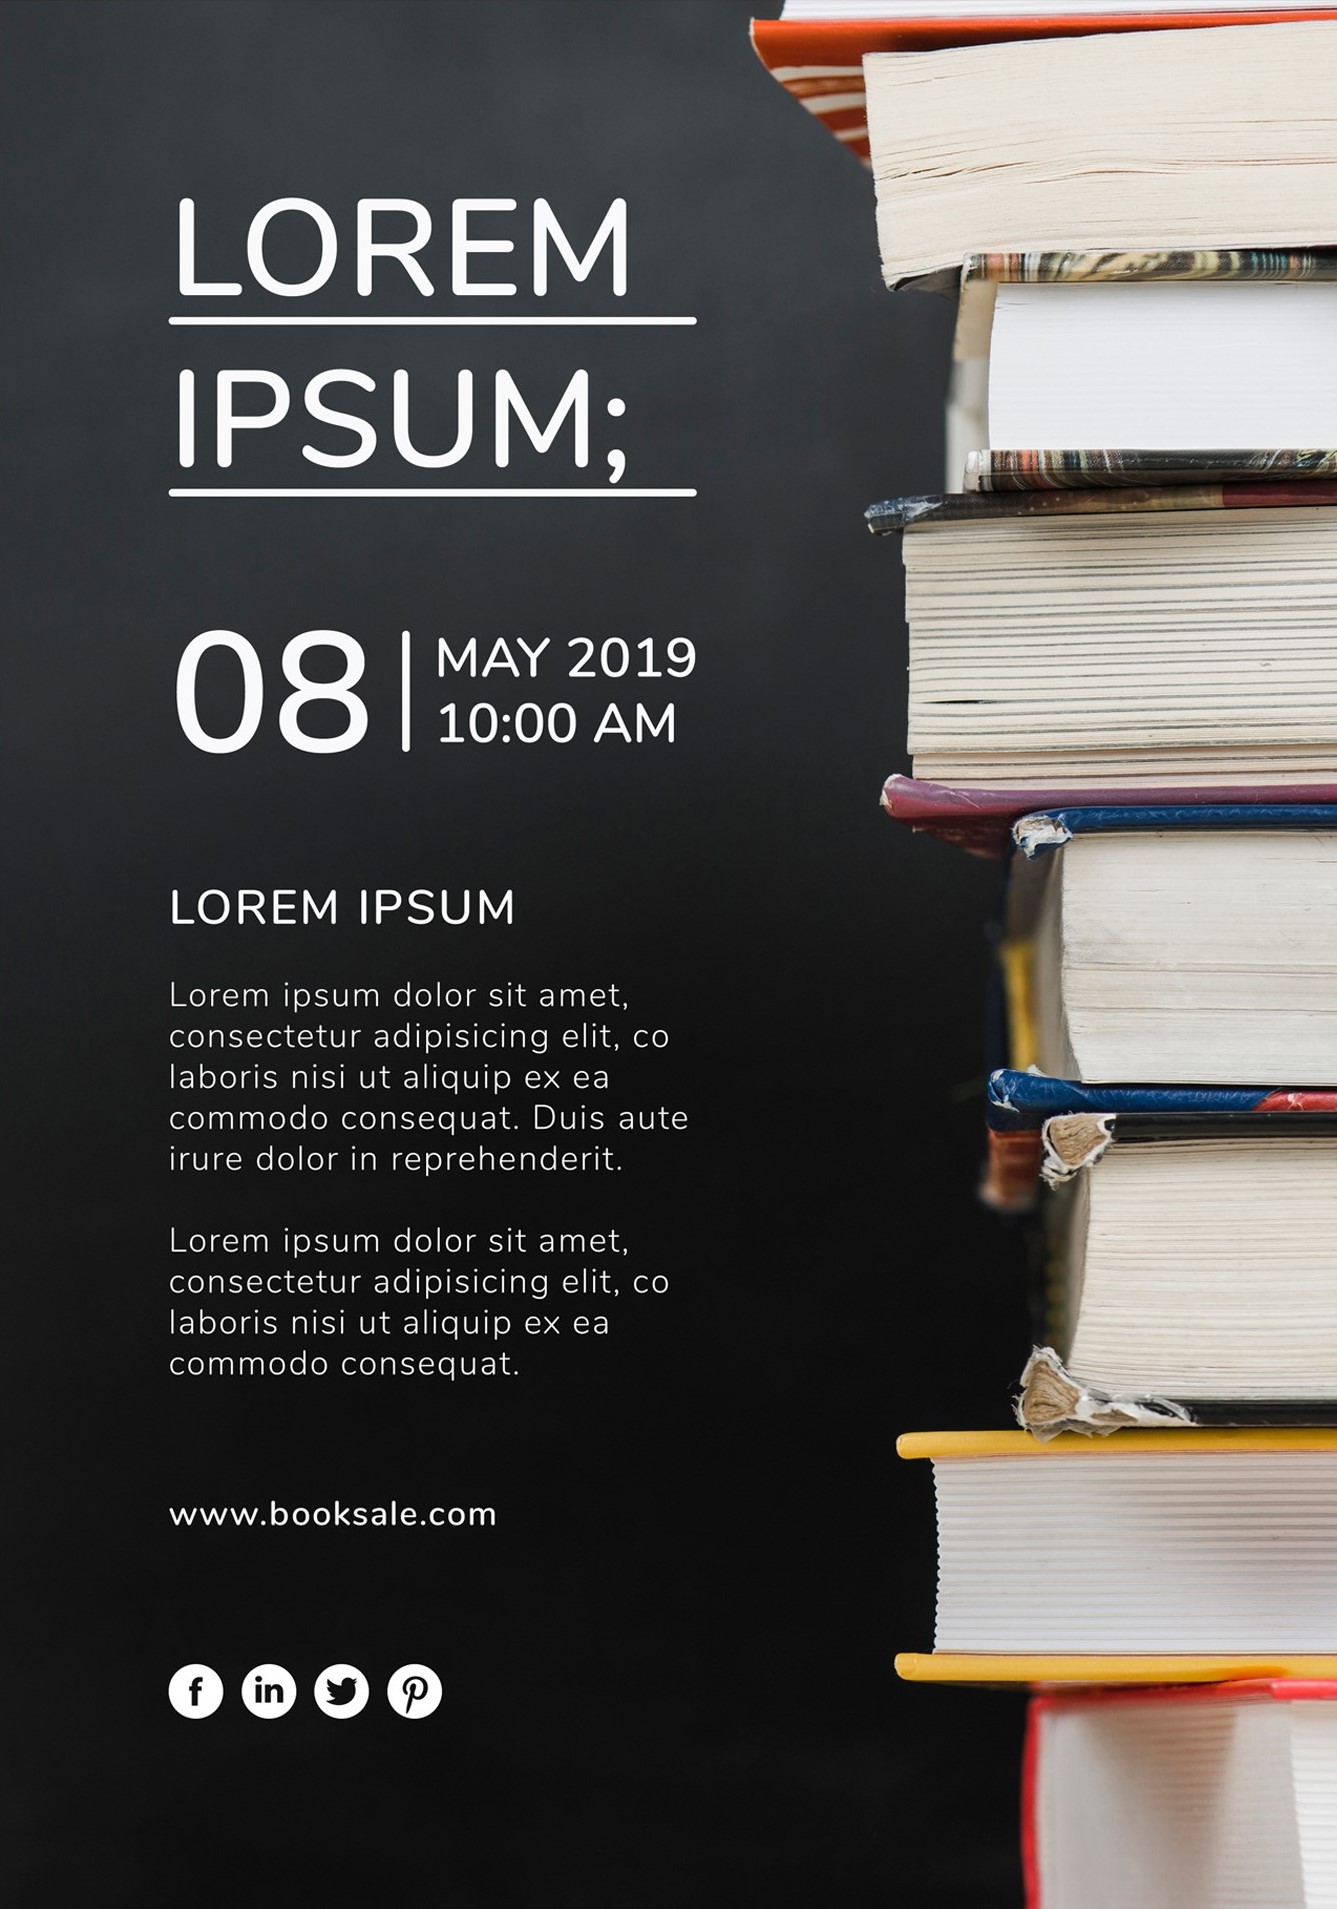 LOREM
IPSUM;
08
MAY 2019
10:00 AM
LOREM IPSUM
Lorem ipsum dolor sit amet,
consectetur adipisicing elit, co
laboris nisi ut aliquip ex ea
commodo consequat. Duis aute
irure dolor in reprehenderit.
Lorem ipsum dolor sit amet,
consectetur adipisicing elit, co
laboris nisi ut aliquip ex ea
commodo consequat.
www.booksale.com
f in